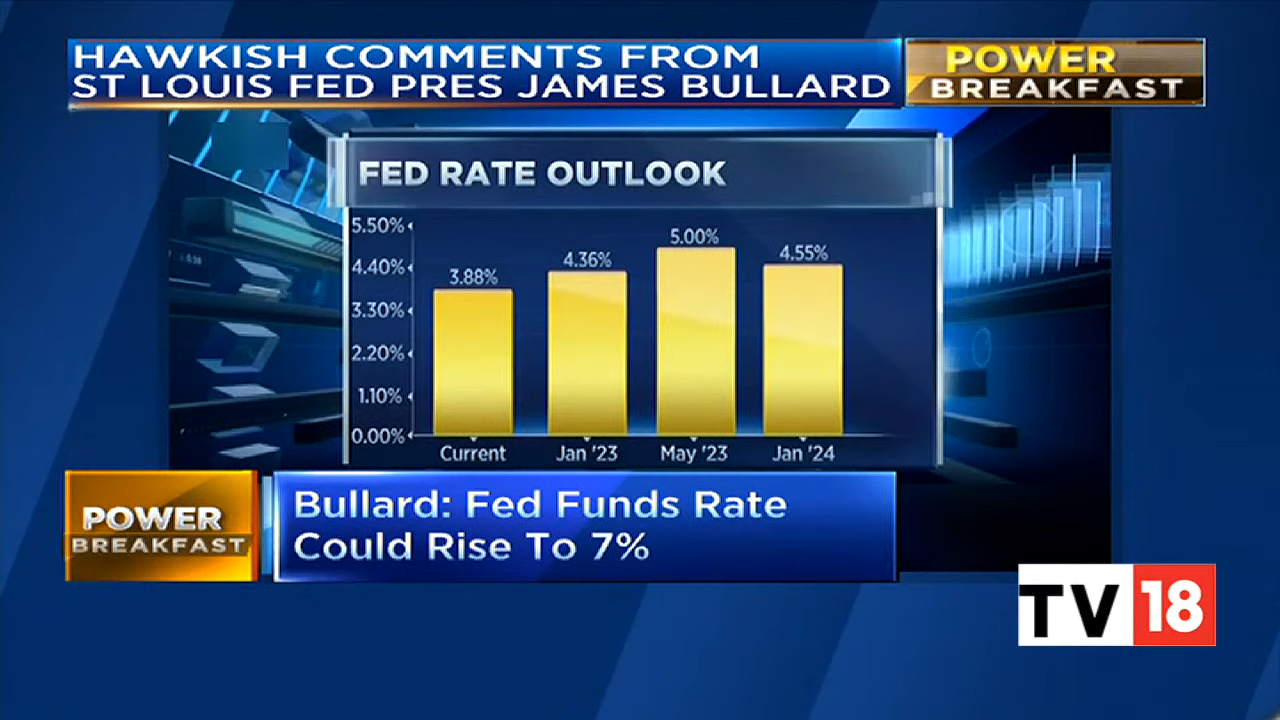 HAWKISH COMMENTS FROM
ST LOUIS FED PRES JAMES BULLARD
POWER
BREAKFAST
FED RATE OUTLOOK
5.50%
4.40%
3.30%
2.20%
1.10%
0.00%
3.88%
4.36%
5.00%
4.55%
Current
Jan '23
May '23
Jan '24
POWER
BREAKFAST
Bullard: Fed Funds Rate
Could Rise To 7%
TV18